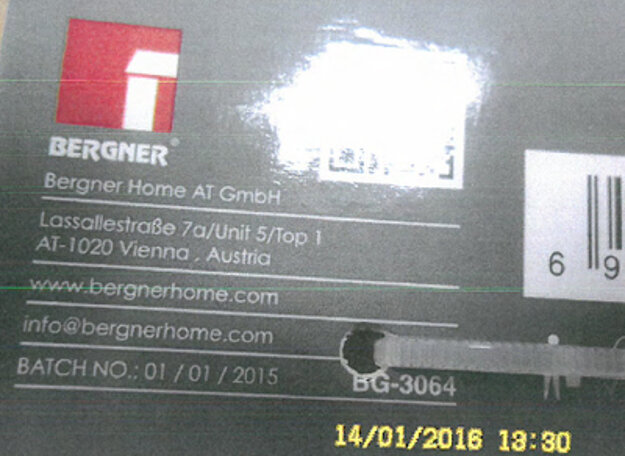 BERGNER®
Bergner Home AT GmbH
Lassallestraße 7a/Unit 5/Top 1
AT-1020 Vienna , Austria
www.bergnerhome.com
info@bergnerhome.com
BATCH NO.: 01 / 01 / 2015
BG-3064
6 9
14/01/2016 13:30